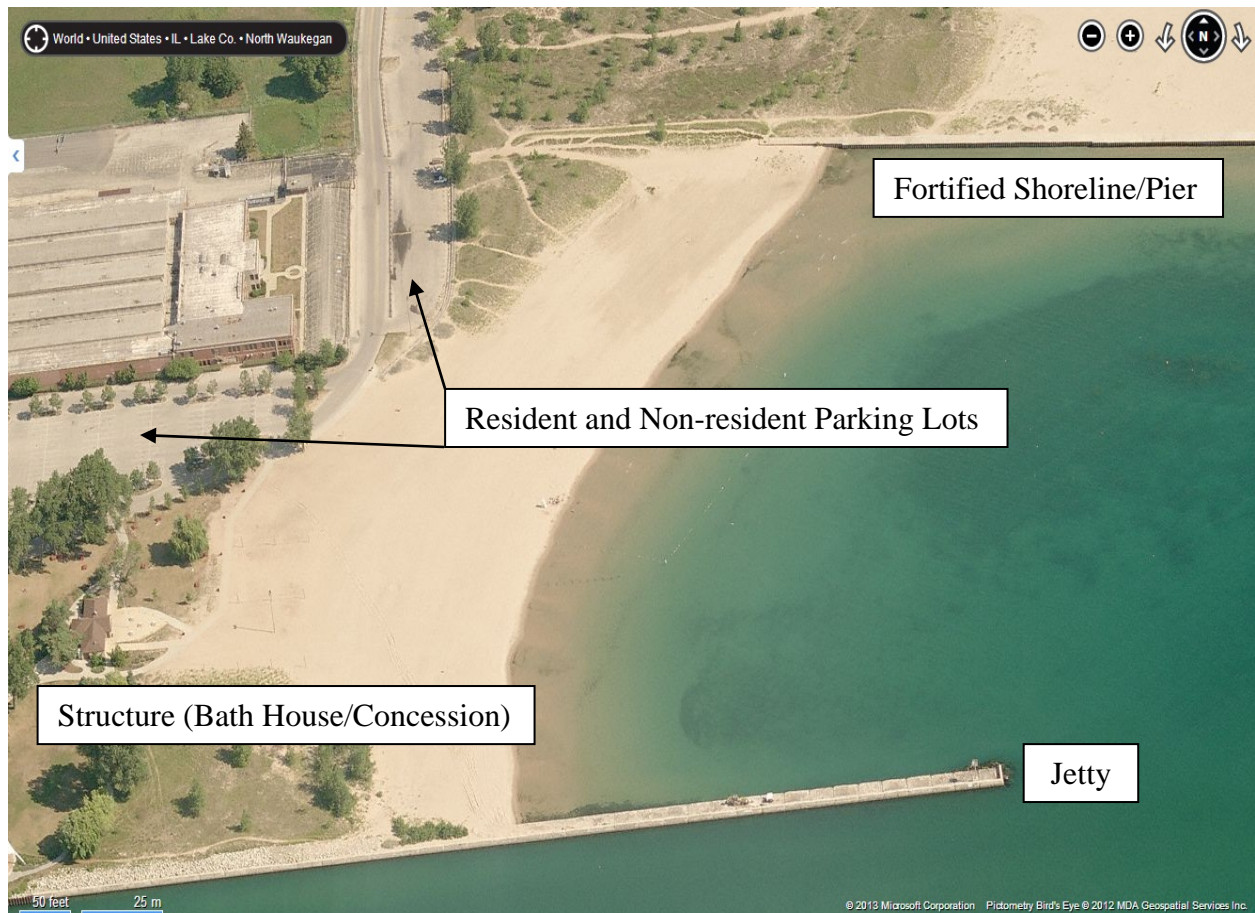 World • United States • IL • Lake Co. • North Waukegan
N
Fortified Shoreline/Pier
Resident and Non-resident Parking Lots
Structure (Bath House/Concession)
Jetty
50 feet
25 m
© 2013 Microsoft Corporation Pictometry Bird's Eye © 2012 MDA Geospatial Services Inc.